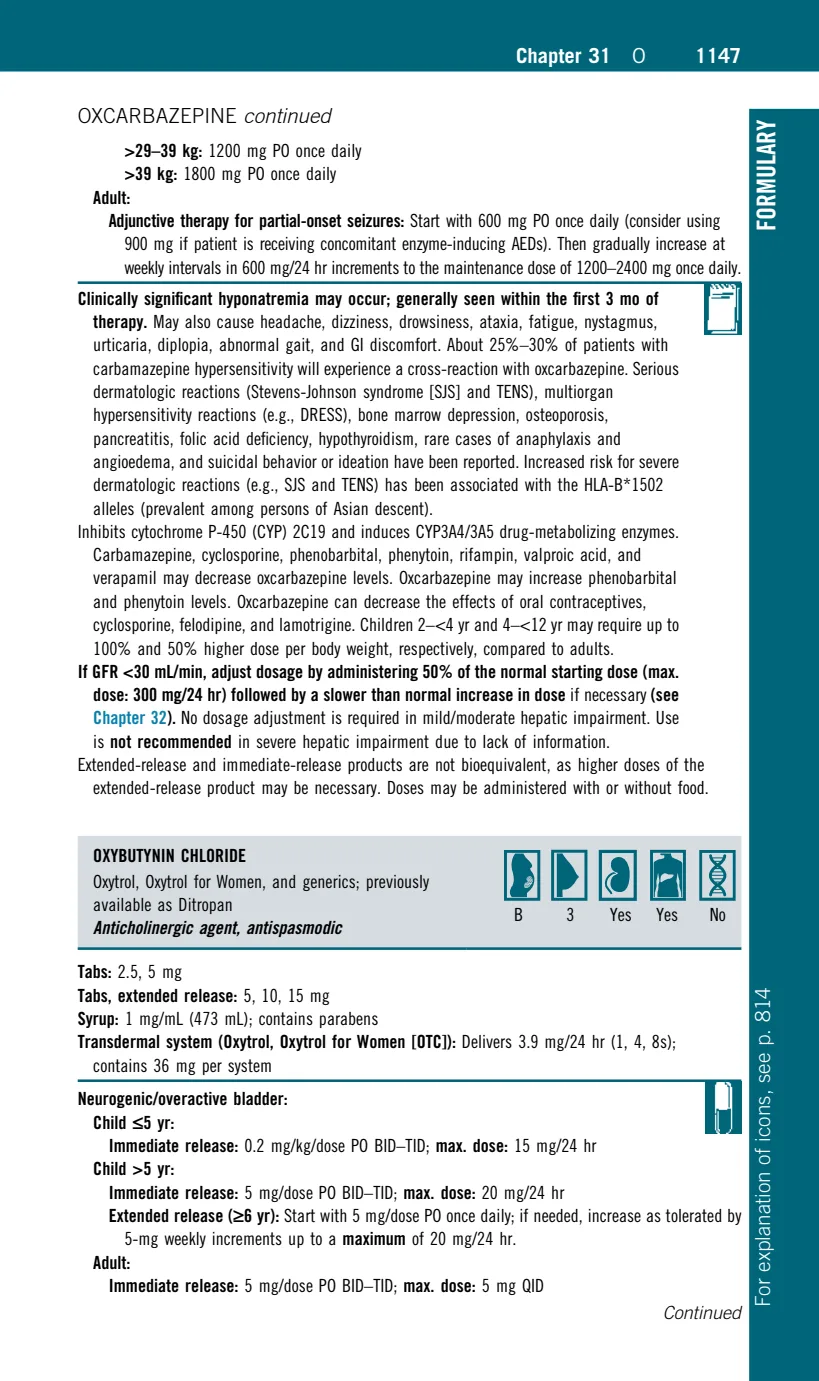 Chapter 31 O 1147
OXCARBAZEPINE continued
>29–39 kg: 1200 mg PO once daily
>39 kg: 1800 mg PO once daily
Adult:
Adjunctive therapy for partial-onset seizures: Start with 600 mg PO once daily (consider using
900 mg if patient is receiving concomitant enzyme-inducing AEDs). Then gradually increase at
weekly intervals in 600 mg/24 hr increments to the maintenance dose of 1200–2400 mg once daily.
Clinically significant hyponatremia may occur; generally seen within the first 3 mo of
therapy. May also cause headache, dizziness, drowsiness, ataxia, fatigue, nystagmus,
urticaria, diplopia, abnormal gait, and GI discomfort. About 25%–30% of patients with
carbamazepine hypersensitivity will experience a cross-reaction with oxcarbazepine. Serious
dermatologic reactions (Stevens-Johnson syndrome [SJS] and TENS), multiorgan
hypersensitivity reactions (e.g., DRESS), bone marrow depression, osteoporosis,
pancreatitis, folic acid deficiency, hypothyroidism, rare cases of anaphylaxis and
angioedema, and suicidal behavior or ideation have been reported. Increased risk for severe
dermatologic reactions (e.g., SJS and TENS) has been associated with the HLA-B*1502
alleles (prevalent among persons of Asian descent).
Inhibits cytochrome P-450 (CYP) 2C19 and induces CYP3A4/3A5 drug-metabolizing enzymes.
Carbamazepine, cyclosporine, phenobarbital, phenytoin, rifampin, valproic acid, and
verapamil may decrease oxcarbazepine levels. Oxcarbazepine may increase phenobarbital
and phenytoin levels. Oxcarbazepine can decrease the effects of oral contraceptives,
cyclosporine, felodipine, and lamotrigine. Children 2–<4 yr and 4–<12 yr may require up to
100% and 50% higher dose per body weight, respectively, compared to adults.
If GFR <30 mL/min, adjust dosage by administering 50% of the normal starting dose (max.
dose: 300 mg/24 hr) followed by a slower than normal increase in dose if necessary (see
Chapter 32). No dosage adjustment is required in mild/moderate hepatic impairment. Use
is not recommended in severe hepatic impairment due to lack of information.
Extended-release and immediate-release products are not bioequivalent, as higher doses of the
extended-release product may be necessary. Doses may be administered with or without food.
OXYBUTYNIN CHLORIDE
Oxytrol, Oxytrol for Women, and generics; previously
available as Ditropan
Anticholinergic agent, antispasmodic
B 3 Yes Yes No
Tabs: 2.5, 5 mg
Tabs, extended release: 5, 10, 15 mg
Syrup: 1 mg/mL (473 mL); contains parabens
Transdermal system (Oxytrol, Oxytrol for Women [OTC]): Delivers 3.9 mg/24 hr (1, 4, 8s);
contains 36 mg per system
Neurogenic/overactive bladder:
Child ≤5 yr:
Immediate release: 0.2 mg/kg/dose PO BID–TID; max. dose: 15 mg/24 hr
Child >5 yr:
Immediate release: 5 mg/dose PO BID–TID; max. dose: 20 mg/24 hr
Extended release (≥6 yr): Start with 5 mg/dose PO once daily; if needed, increase as tolerated by
5-mg weekly increments up to a maximum of 20 mg/24 hr.
Adult:
Immediate release: 5 mg/dose PO BID–TID; max. dose: 5 mg QID
Continued
FORMULARY
For explanation of icons, see p. 814